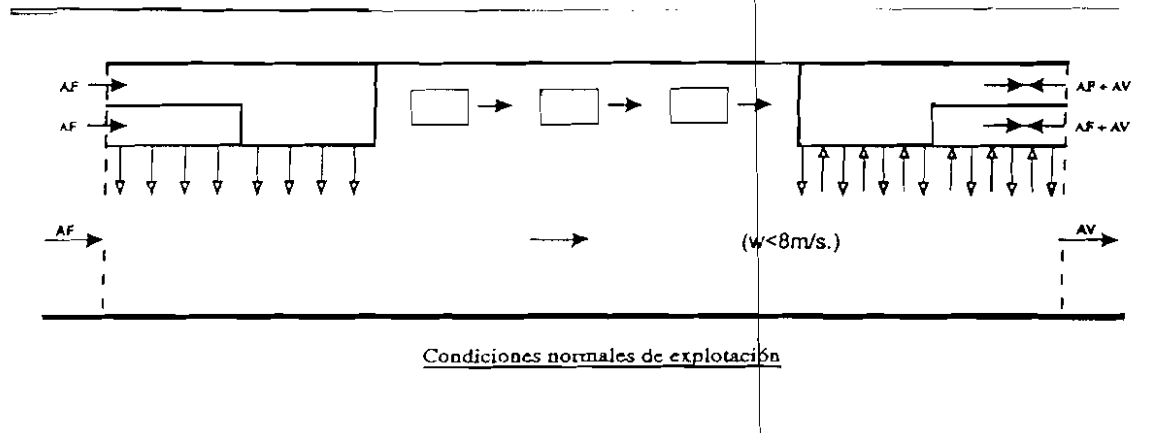 AF
AF
AF + AV
AF + AV
AF
(w<8m/s.)
AV
Condiciones normales de explotación